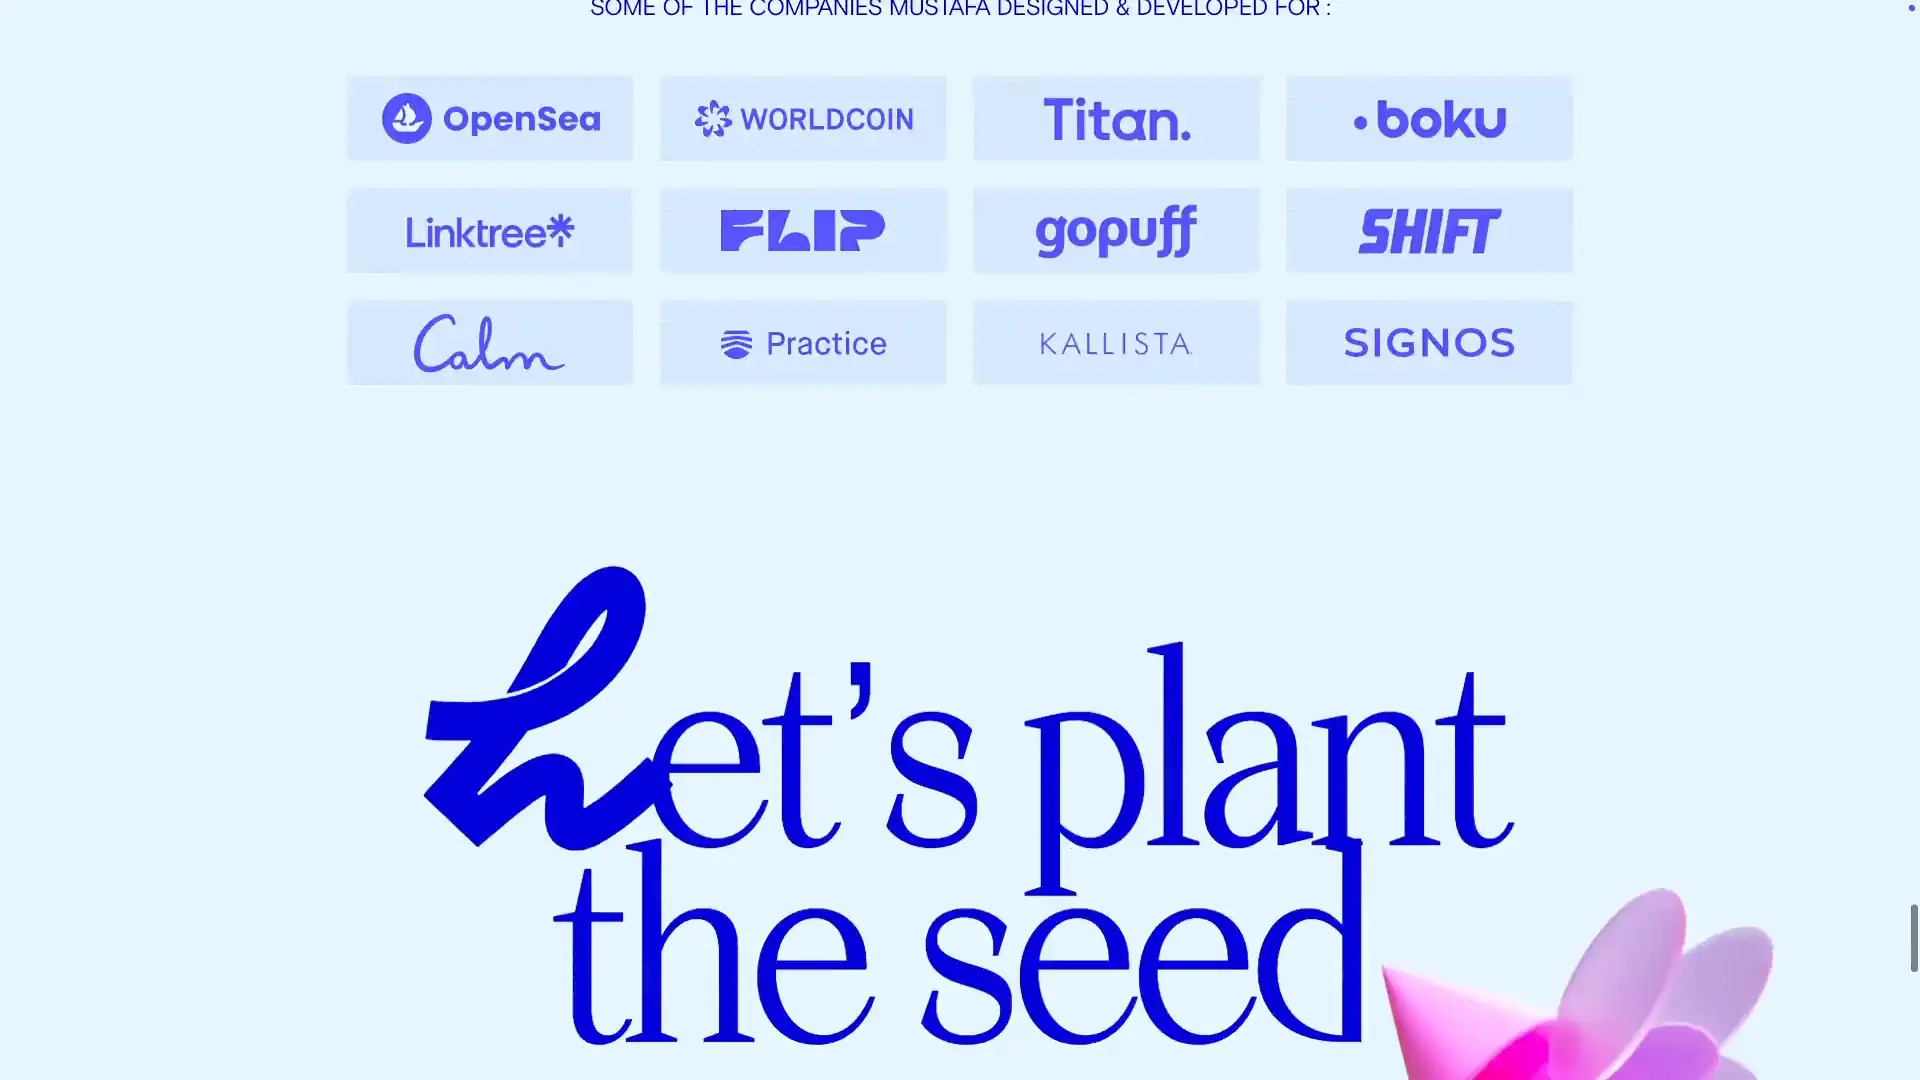 SOME OF THE COMPANIES MUSTAFA DESIGNED & DEVELOPED FOR :
OpenSea
WORLDCOIN
Titan.
boku
Linktree
FLIP
gopuff
SHIFT
Calm
Practice
KALLISTA
SIGNOS
Let’s plant
the seed